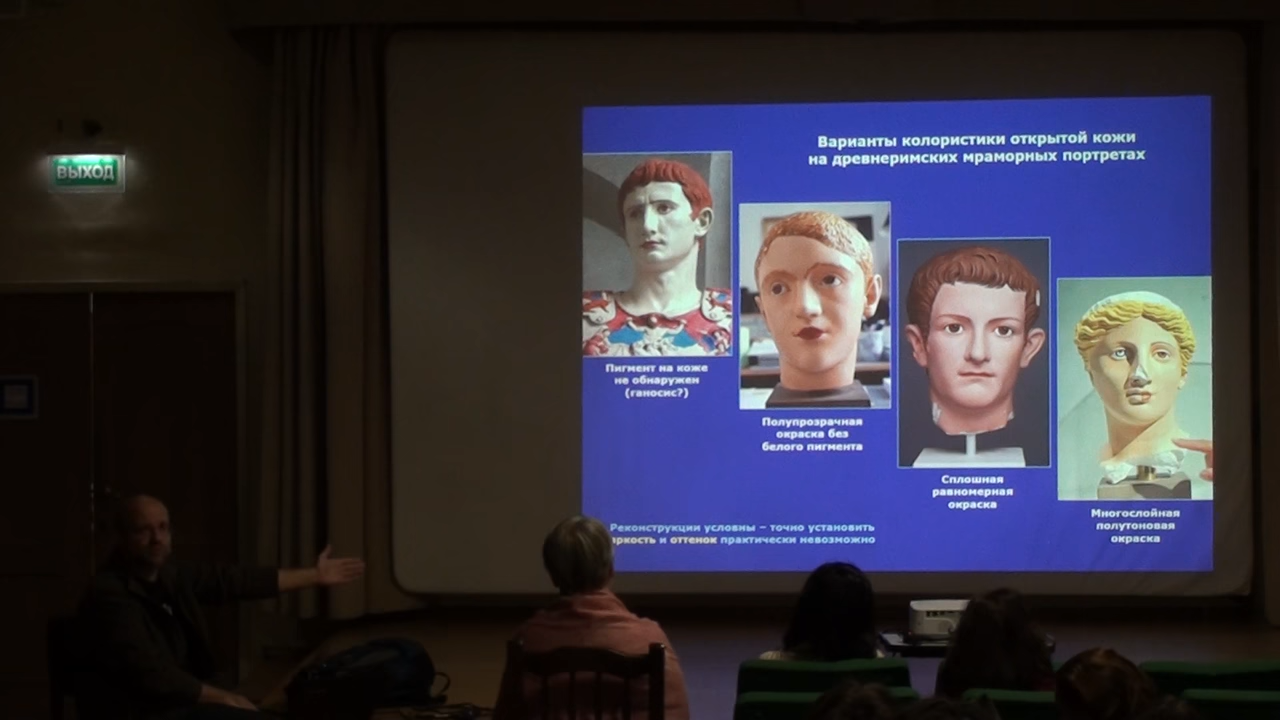 ВЫХОД
Варианты колористики открытой кожи
на древнеримских мраморных портретах
Пигмент на коже
не обнаружен
(ганосис?)
Полупрозрачная
окраска без
белого пигмента
Сплошная
равномерная
окраска
Многослойная
полутоновая
окраска
Реконструкции условны – точно установить
яркость и оттенок практически невозможно